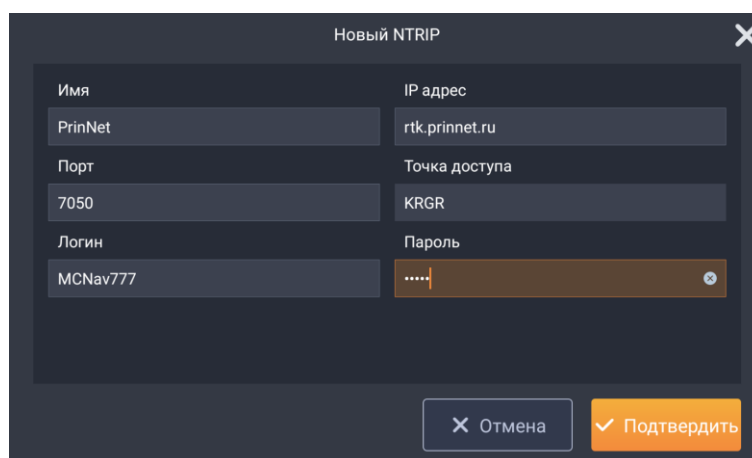 Новый NTRIP
Имя
IP адрес
PrinNet
rtk.prinnet.ru
Порт
Точка доступа
7050
KRGR
Логин
Пароль
MCNav777
•••••
Отмена
Подтвердить